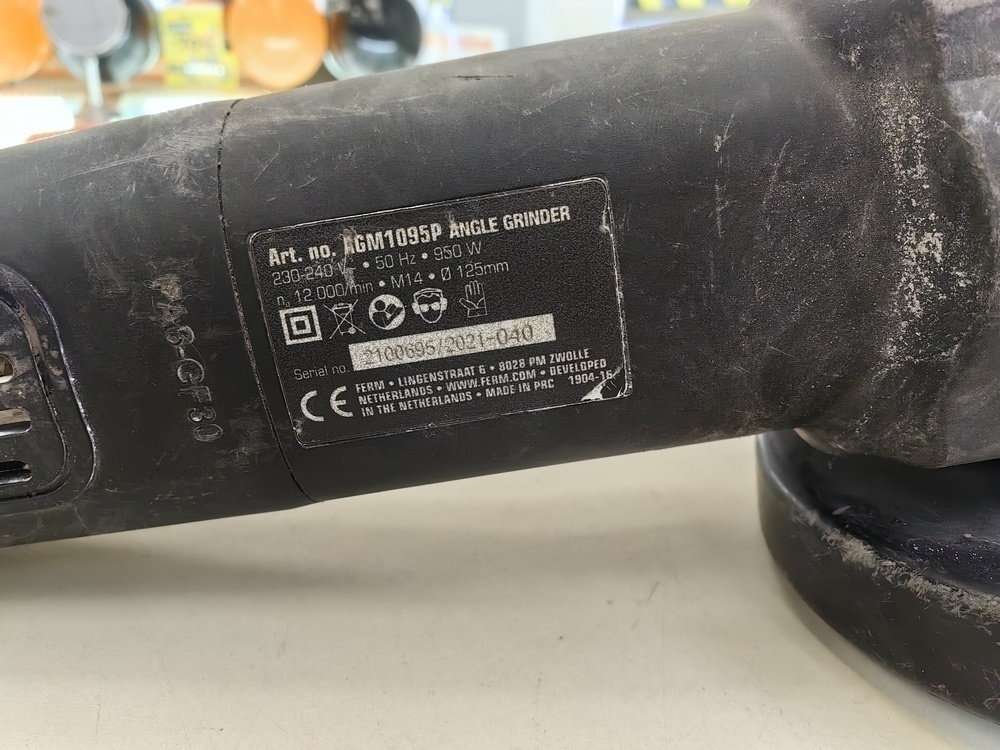 Art. no. AGM1095P ANGLE GRINDER
230-240 V~ • 50 Hz • 950 W
n₀ 12 000/min • M14 • Ø 125mm
Serial no. 2100695/2021-040
CE
FERM • LINGENSTRAAT 6 • 8028 PM ZWOLLE
NETHERLANDS • WWW.FERM.COM • DEVELOPED
IN THE NETHERLANDS • MADE IN PRC 1904-16
-GF30